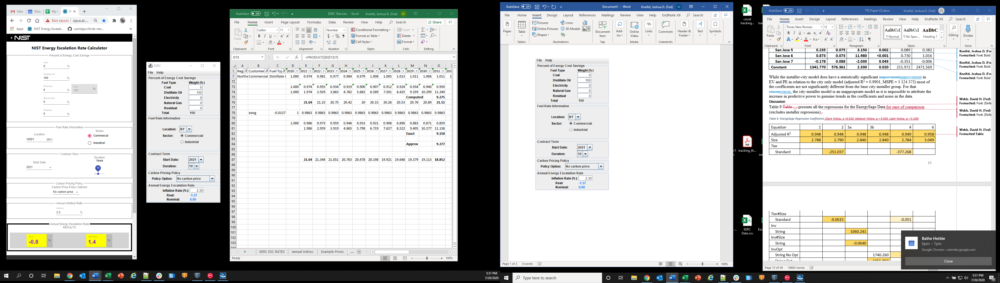 Inbo
Goog
My l
N
Not secure | opus.el....
Apps NIST Energy Escalat... usnistgov/birds-nes... »
< NIST
NIST Energy Escalation Rate Calculator
Percent of Energy Cost Savings
Coal
0 %
Distillate Oil
100 %
Electricity
0 %
Total
100 %
Natural Gas
0 %
Residual
0 %
Fuel Rate Information
Location
10001 (NY)
Sector
Commercial
Industrial
Contract Term
Start Date
2021
Duration
Years
10
Carbon Pricing Policy
Carbon Price Policy Options
No carbon price
Annual Inflation Rate
Inflation
2.3 %
Annual Energy Escalation Rate
RESULTS
REAL
-0.8 %
NOMINAL
1.4 %
EERC
File Help
Percent of Energy Cost Savings
Fuel Type Weight (%)
Coal 0
Distillate Oil 100
Electricity 0
Natural Gas 0
Residual 0
Total 100
Fuel Rate Information
Location: NY
Sector: Commercial
Industrial
Contract Term
Start Date: 2021
Duration: 10
Carbon Pricing Policy
Policy Option: No carbon price
Annual Energy Escalation Rate
Inflation Rate (%): 2.30
Real: -1.37
Nominal: 0.90
AutoSave Off EERC Test.xlsx - Excel Kneifel, Joshua D. (Fed) KJ
File Home Insert Page Layout Formulas Data Review View Help Search Share
Paste Calibri 11 Number Conditional Formatting Insert
B I U $ % Format as Table Delete
Cell Styles Format
Clipboard Font Alignment Number Styles Cells Editing
D73 fx =PRODUCT($D$7:D7)
A B C D E F G H I J K L M N O
1 Reg Customer Fuel Ty 2020 2021 2022 2023 2024 2025 2026 2027 2028 2029 2030 2031 203
7 Northe Commercial Distillate C 1.000 0.974 0.981 0.977 0.984 0.979 1.008 1.005 1.013 1.011 1.006 1.011 1
72
73 1.000 0.974 0.955 0.934 0.919 0.900 0.907 0.912 0.924 0.934 0.940 0.950
74 1.000 1.974 2.929 3.863 4.782 5.682 6.589 7.501 8.425 9.359 10.299 11.249
75 Computed 9.275
76 21.64 21.23 20.75 20.42 20 20.15 20.26 20.53 20.76 20.89 21.11
77
78 eavg -0.0137 1 0.9863 0.9863 0.9863 0.9863 0.9863 0.9863 0.9863 0.9863 0.9863 0.9863 0.9863
79
80 1.000 0.986 0.973 0.959 0.946 0.933 0.921 0.908 0.896 0.883 0.871 0.859
81 1.986 2.959 3.919 4.865 5.798 6.719 7.627 8.522 9.405 10.277 11.136
82 Exact 9.150
83
84 Approx 9.277
85
86
87 21.64 21.344 21.051 20.763 20.478 20.198 19.921 19.648 19.379 19.113 18.852
88
89
90
91
92
93
94
95
96
97
98
99
100
101
102
103
104
EERC ESC RATES annual indices Example Prices ...
Ready 100%
5:31 PM
7/20/2020
AutoSave Off Document1 - Word Kneifel, Joshua D. (Fed) KJ
File Home Insert Design Layout References Mailings Review View Help EndNote X9 Search
Pages Table Pictures Online Pictures Shapes Icons 3D Models Document Item Add-ins Online Video Links Comment Header & Footer Text Symbols
Tables Illustrations Tap Media Comments
File Help
Percent of Energy Cost Savings
Fuel Type Weight (%)
Coal 0
Distillate Oil 100
Electricity 0
Natural Gas 0
Residual 0
Total 100
Fuel Rate Information
Location: NY
Sector: Commercial
Industrial
Contract Term
Start Date: 2021
Duration: 10
Carbon Pricing Policy
Policy Option: No carbon price
Annual Energy Escalation Rate
Inflation Rate (%): 2.30
Real: -1.37
Nominal: 0.90
Page 1 of 2 0 words 100%
Type here to search
covid
tracking...
PDF
tracking_th...
EERC
Data.csv
AutoSave Off TTS Paper V2.docx Kneifel, Joshua D. (Fed)
File Home Insert Design Layout References Mailings Review View Help EndNote X9 Search
Paste Times New Roman 12 AaBbCcI AaBbCcI AaBbC Editing Dictate
B I U ab x₂ x² ¶ Normal ¶ No Spac... Heading 1
Clipboard Font Paragraph Styles Voice
San Jose 5 0.235 0.075 3.150 0.002 0.089 0.382
San Jose 6 0.873 0.073 11.980 <0.001 0.730 1.016
San Jose 7 -0.178 0.088 -2.030 0.043 -0.351 -0.006
Constant 1341.770 576.361 2.330 0.020 211.972 2471.569
While the installer-city model does have a statistically significant improvmentimprovement in
EV and PE in relation to the city only model (adjusted R² = 0.9901, MSPE = 3 124 373) most of
the coefficients are not significantly different from the base city-installer group. For that
reasonreason, the city-installer model is an inappropriate model as it is impossible to attribute the
increase in predictive power to genuine trends in the coefficients and noise in the data.
Discussion
Table 9 Table presents all the regressions for the EnergySage Data for ease of comparison
(excludes installer regressions).
Table 9. EnergySage Regression Coefficients (Dark Yellow, p <0.010, Medium Yellow, p < 0.050, Light Yellow, p < 0.100)
Equation 1 2 3a 3b 4 6
Adjusted R² 0.948 0.948 0.948 0.948 0.949 0.958
Size 2.788 2.790 2.840 2.840 2.784 3.049
Tier
Standard -251.037 -377.268
15
Tier#Size
Standard -0.0615 -0.051
Inv
String 1060.241
Inv#Size
String -0.0640
InvOpt
String No Opt 1740.260
Kneifel, Joshua D. (Fe
Formatted: Font: Bold
Kneifel, Joshua D. (Fe
Formatted: Font: Bold
Kneifel, Joshua D. (Fe
Formatted: Font: Bold
Webb, David H. (Fed)
Formatted: Font: (Defa
Webb, David H. (Fed)
Formatted: Font: (Defa
Webb, David H. (Fed)
Formatted Table
20
Bathe Herbie
6pm – 7pm
Google Chrome • calendar.google.com
Close
Page 15 of 49 18863 words
5:31 PM
7/20/2020